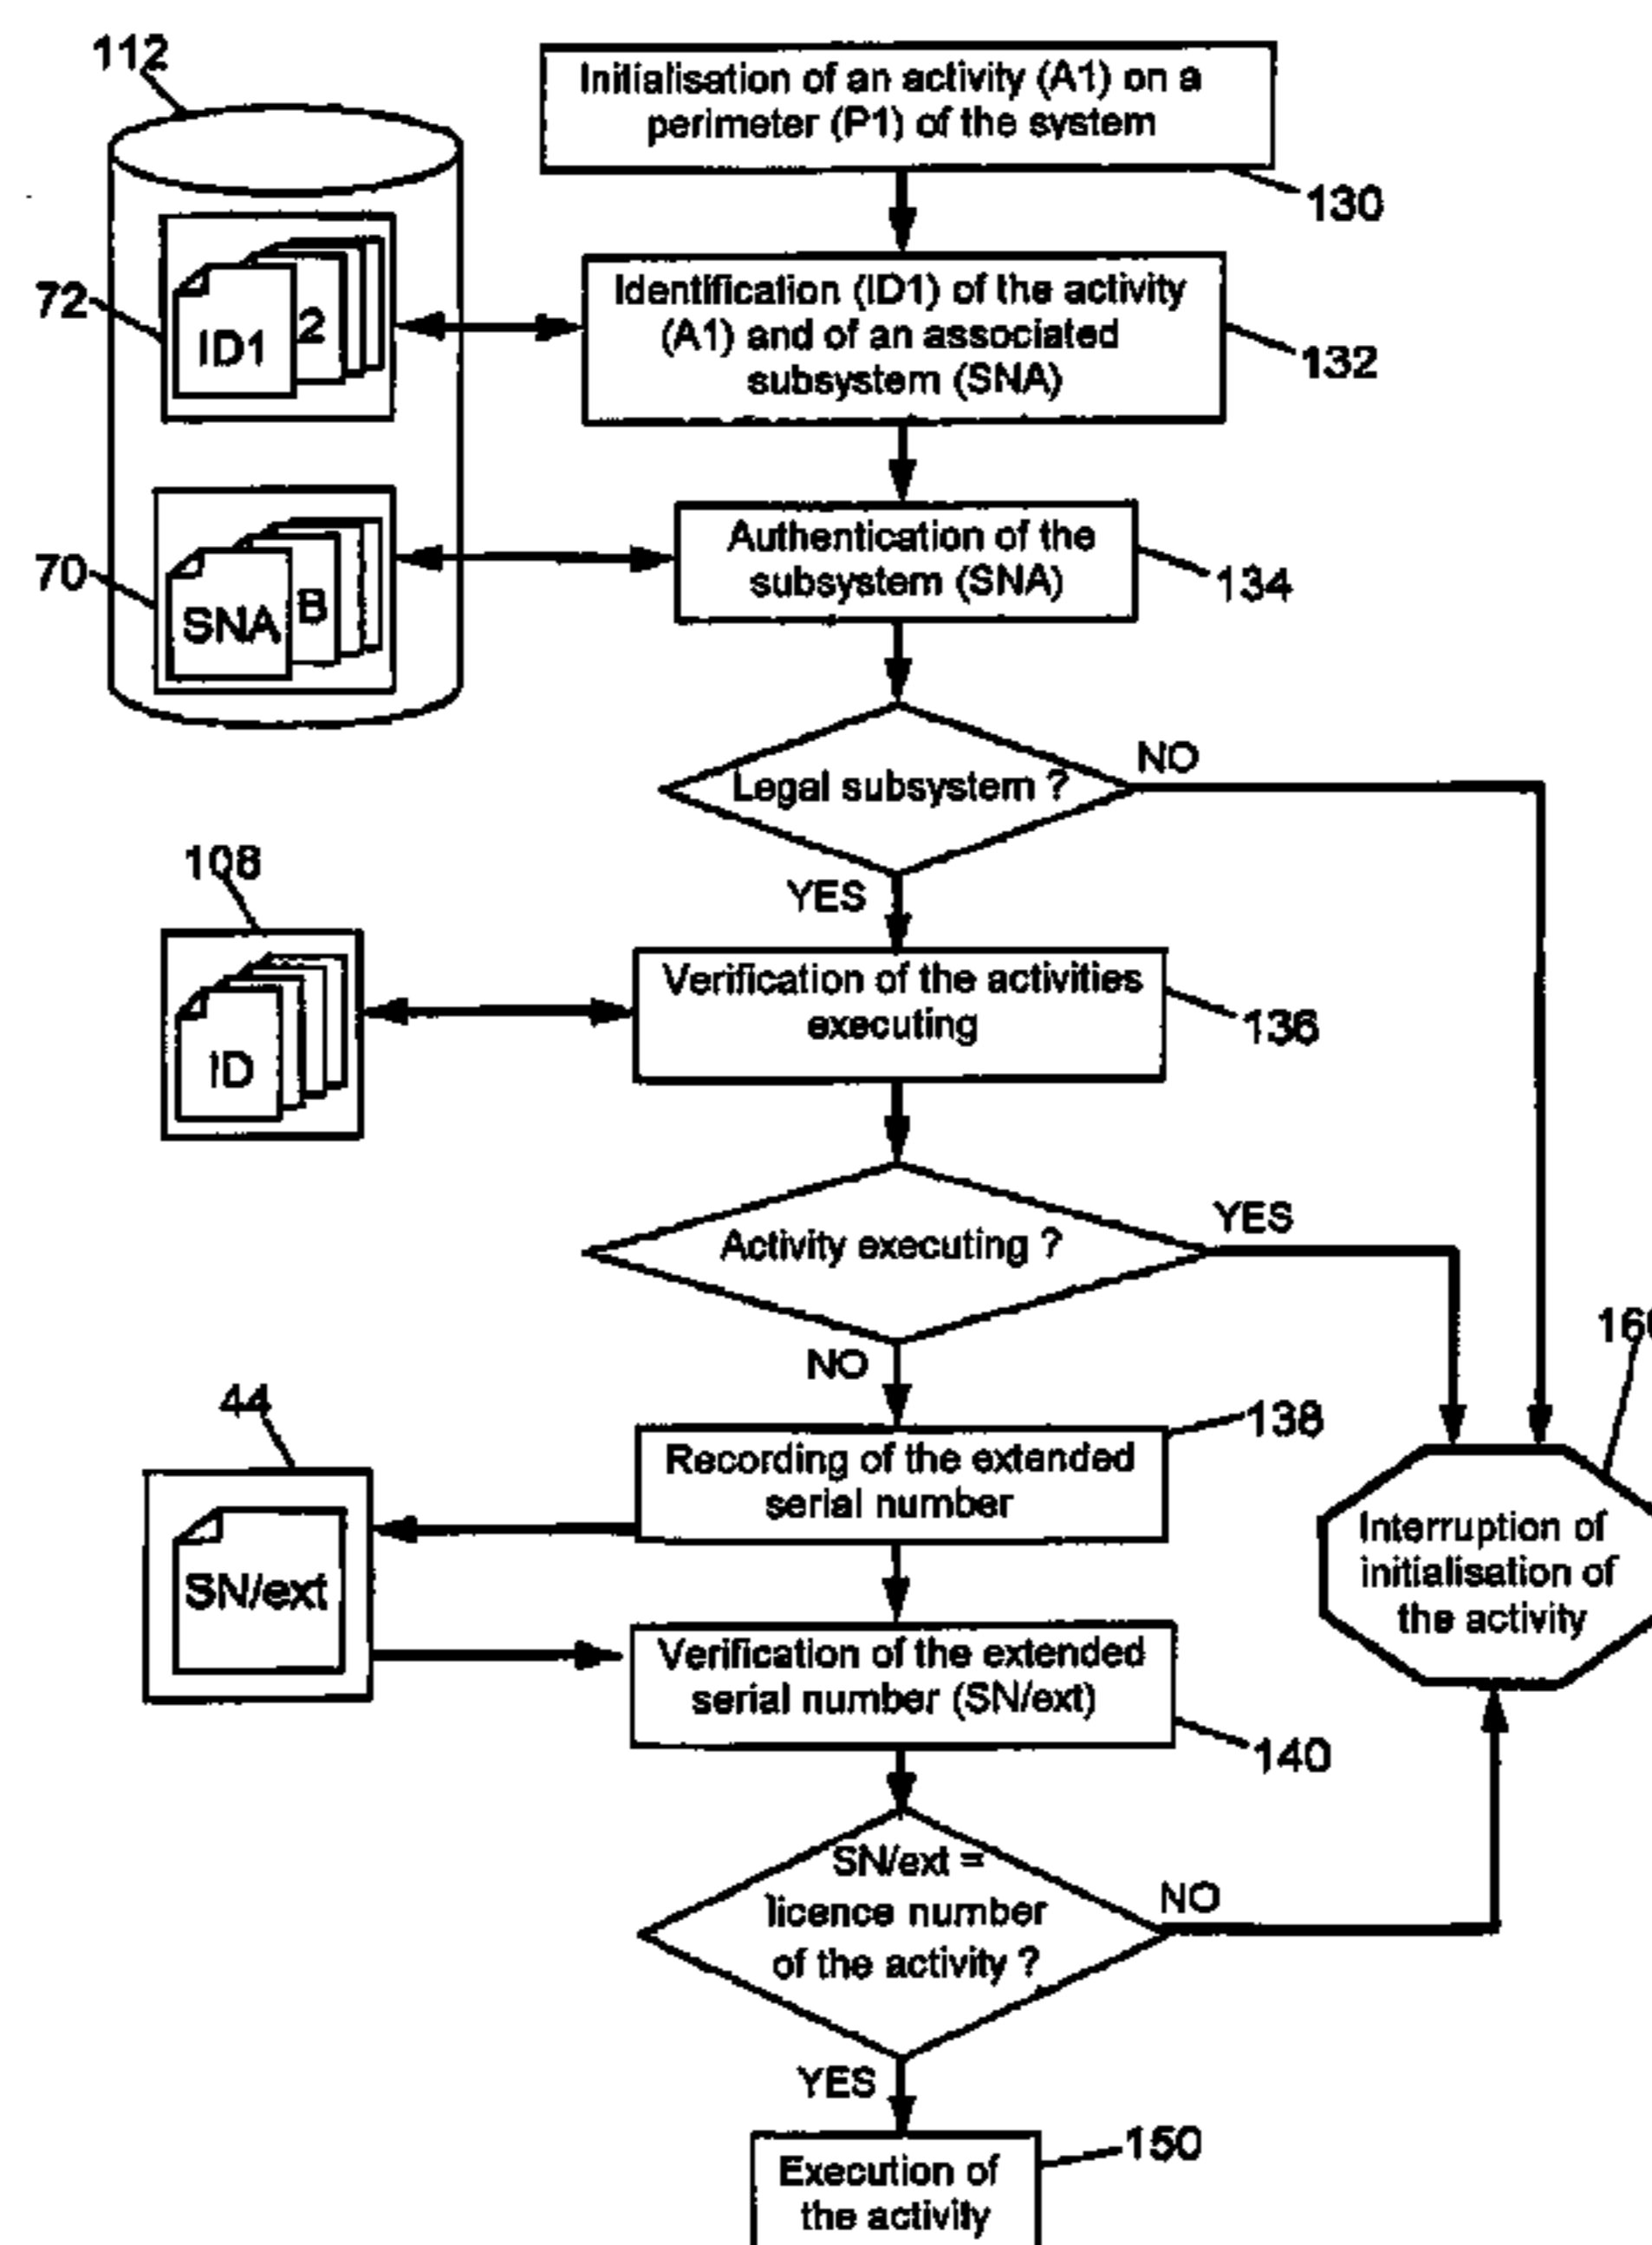 112
Initialisation of an activity (A1) on a
perimeter (P1) of the system
130
72
ID1
2
Identification (ID1) of the activity
(A1) and of an associated
subsystem (SNA)
132
70
SNA
B
Authentication of the
subsystem (SNA)
134
Legal subsystem ?
NO
YES
108
ID
Verification of the activities
executing
136
Activity executing ?
YES
NO
44
SN/ext
Recording of the extended
serial number
138
Interruption of
initialisation of
the activity
Verification of the extended
serial number (SN/ext)
140
SN/ext =
licence number
of the activity ?
NO
YES
Execution of
the activity
150